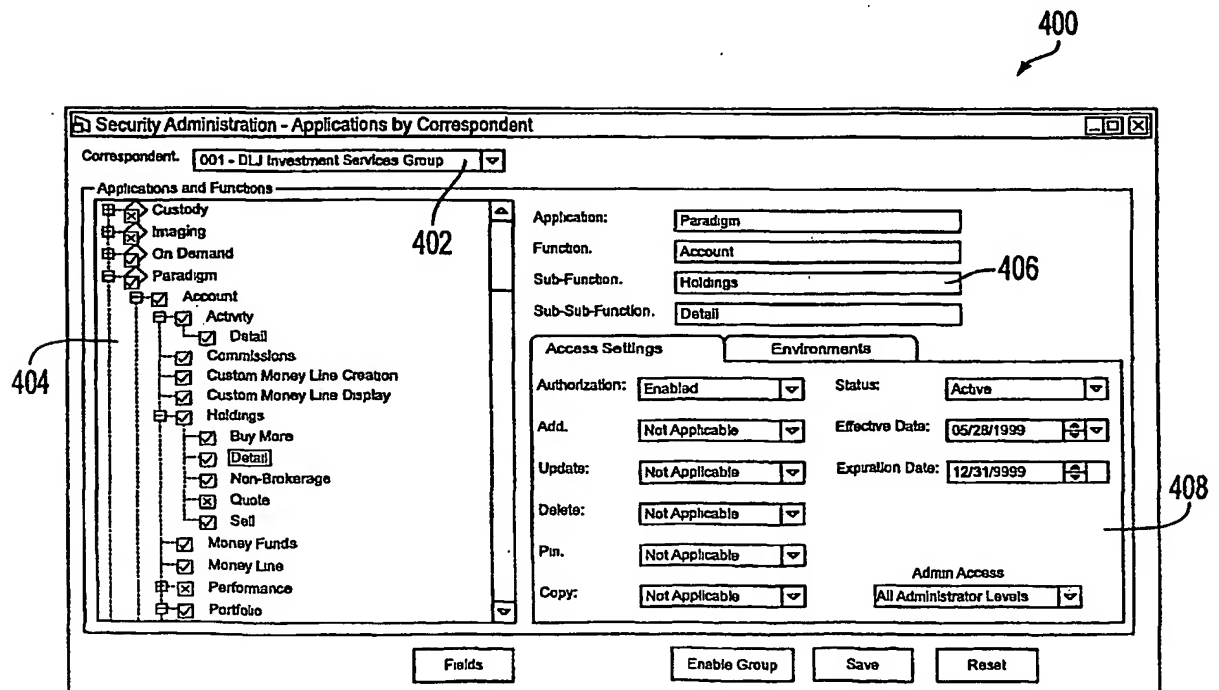 400
Security Administration - Applications by Correspondent
Correspondent. 001 - DLJ Investment Services Group
402
Applications and Functions
Custody
Imaging
On Demand
Paradigm
Account
Activity
Detail
Commissions
Custom Money Line Creation
Custom Money Line Display
Holdings
Buy More
Detail
Non-Brokerage
Quote
Sell
Money Funds
Money Line
Performance
Portfolio
404
Application: Paradigm
Function. Account
Sub-Function. Holdings
406
Sub-Sub-Function. Detail
Access Settings Environments
Authorization: Enabled Status: Active
Add. Not Applicable Effective Date: 05/28/1999
Update: Not Applicable Expiration Date: 12/31/9999
Delete: Not Applicable
408
Pin. Not Applicable
Admin Access
Copy: Not Applicable All Administrator Levels
Fields Enable Group Save Reset